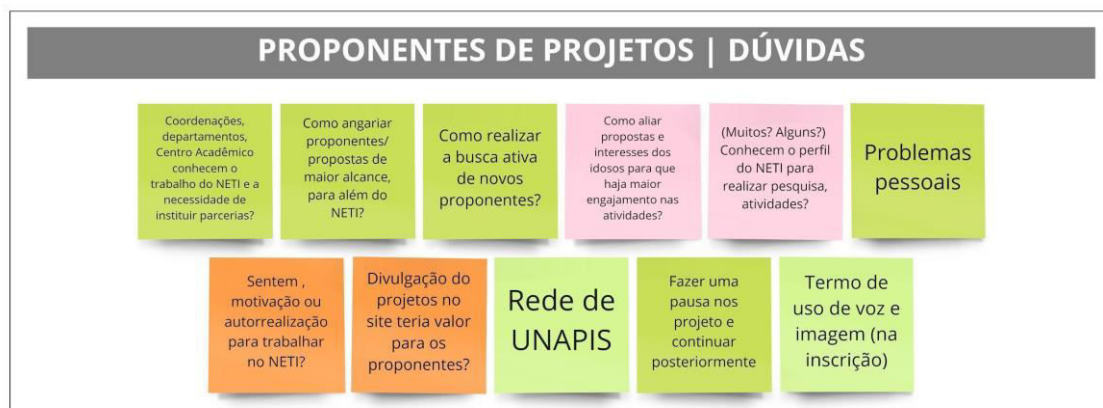 PROPONENTES DE PROJETOS | DÚVIDAS
Coordenações,
departamentos,
Centro Acadêmico
conhecem o
trabalho do NETI e a
necessidade de
instituir parcerias?
Como angariar
proponentes/
propostas de
maior alcance,
para além do
NETI?
Como realizar
a busca ativa
de novos
proponentes?
Como aliar
propostas e
interesses dos
idosos para que
haja maior
engajamento nas
atividades?
(Muitos? Alguns?)
Conhecem o perfil
do NETI para
realizar pesquisa,
atividades?
Problemas
pessoais
Sentem ,
motivação ou
autorrealização
para trabalhar
no NETI?
Divulgação do
projetos no
site teria valor
para os
proponentes?
Rede de
UNAPIS
Fazer uma
pausa nos
projeto e
continuar
posteriormente
Termo de
uso de voz e
imagem (na
inscrição)